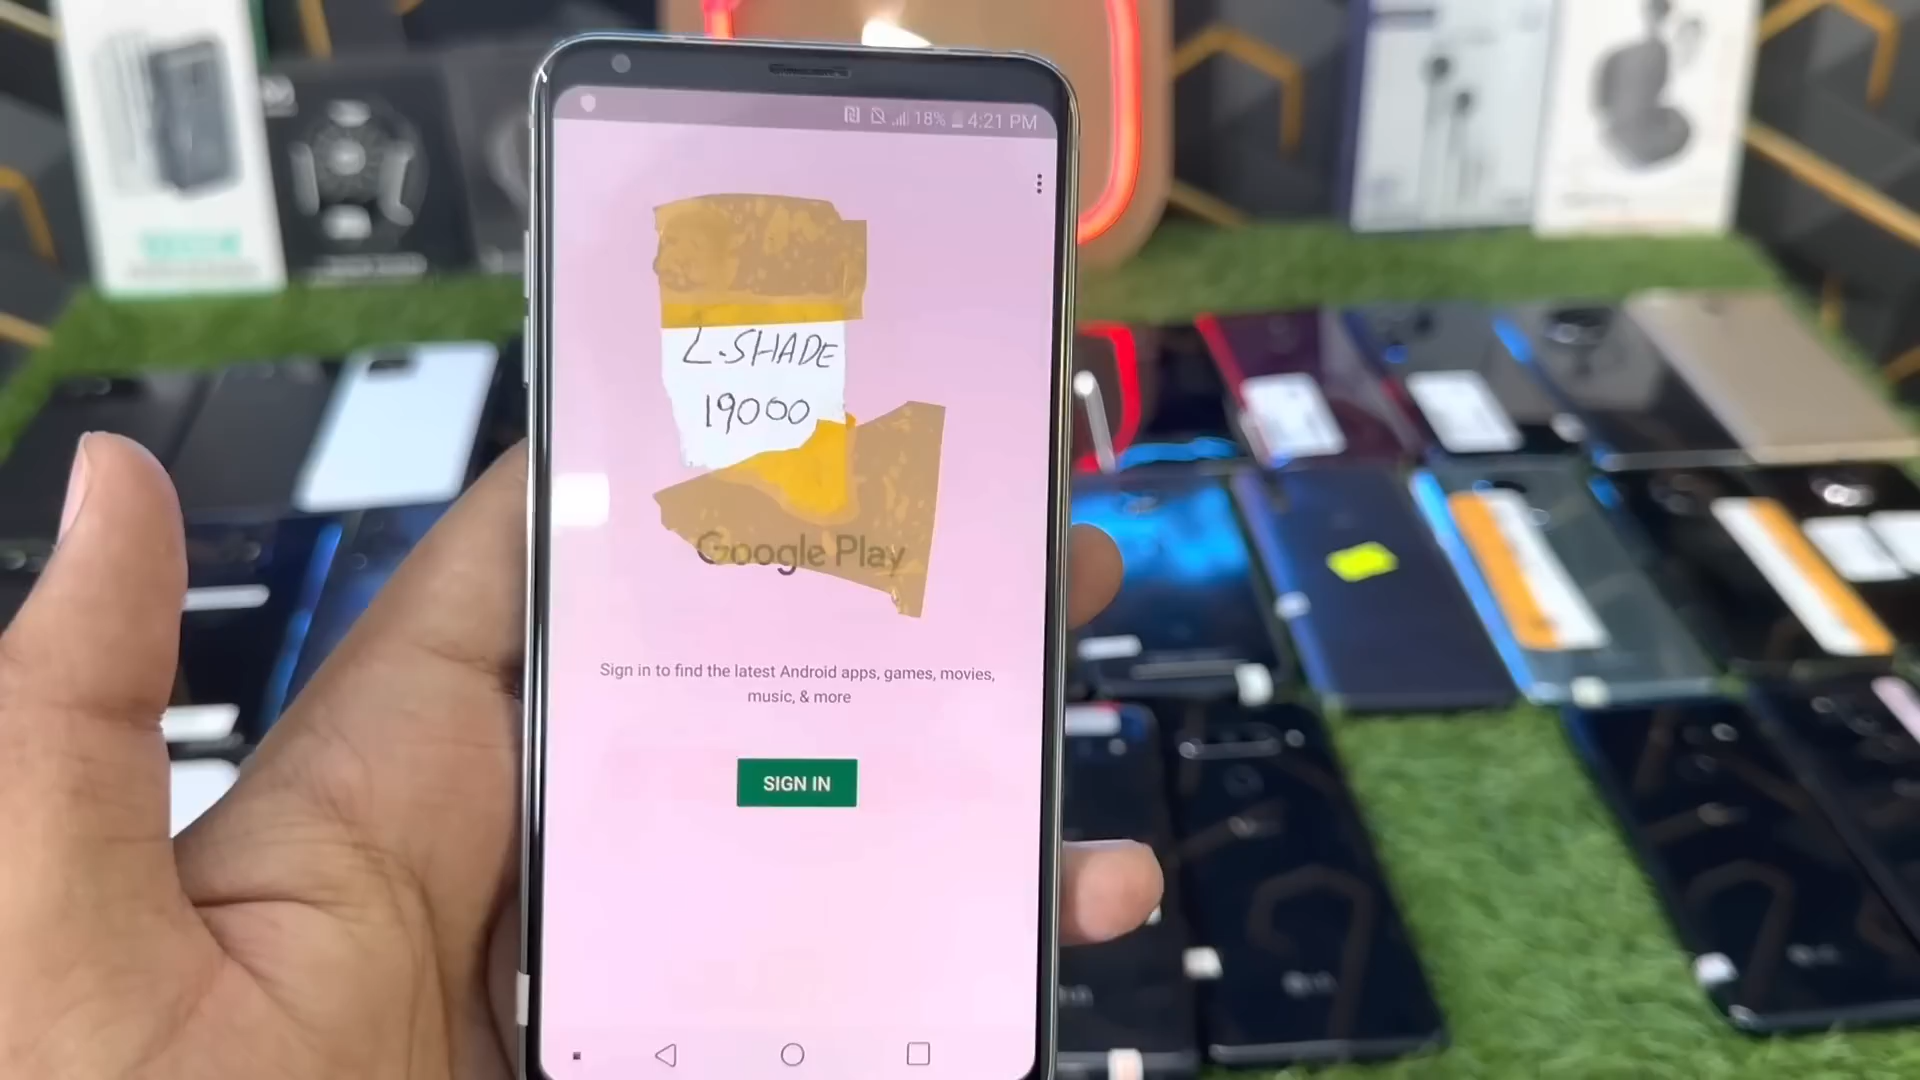 18% 4:21 PM
L.SHADE
19000
Google Play
Sign in to find the latest Android apps, games, movies,
music, & more
SIGN IN